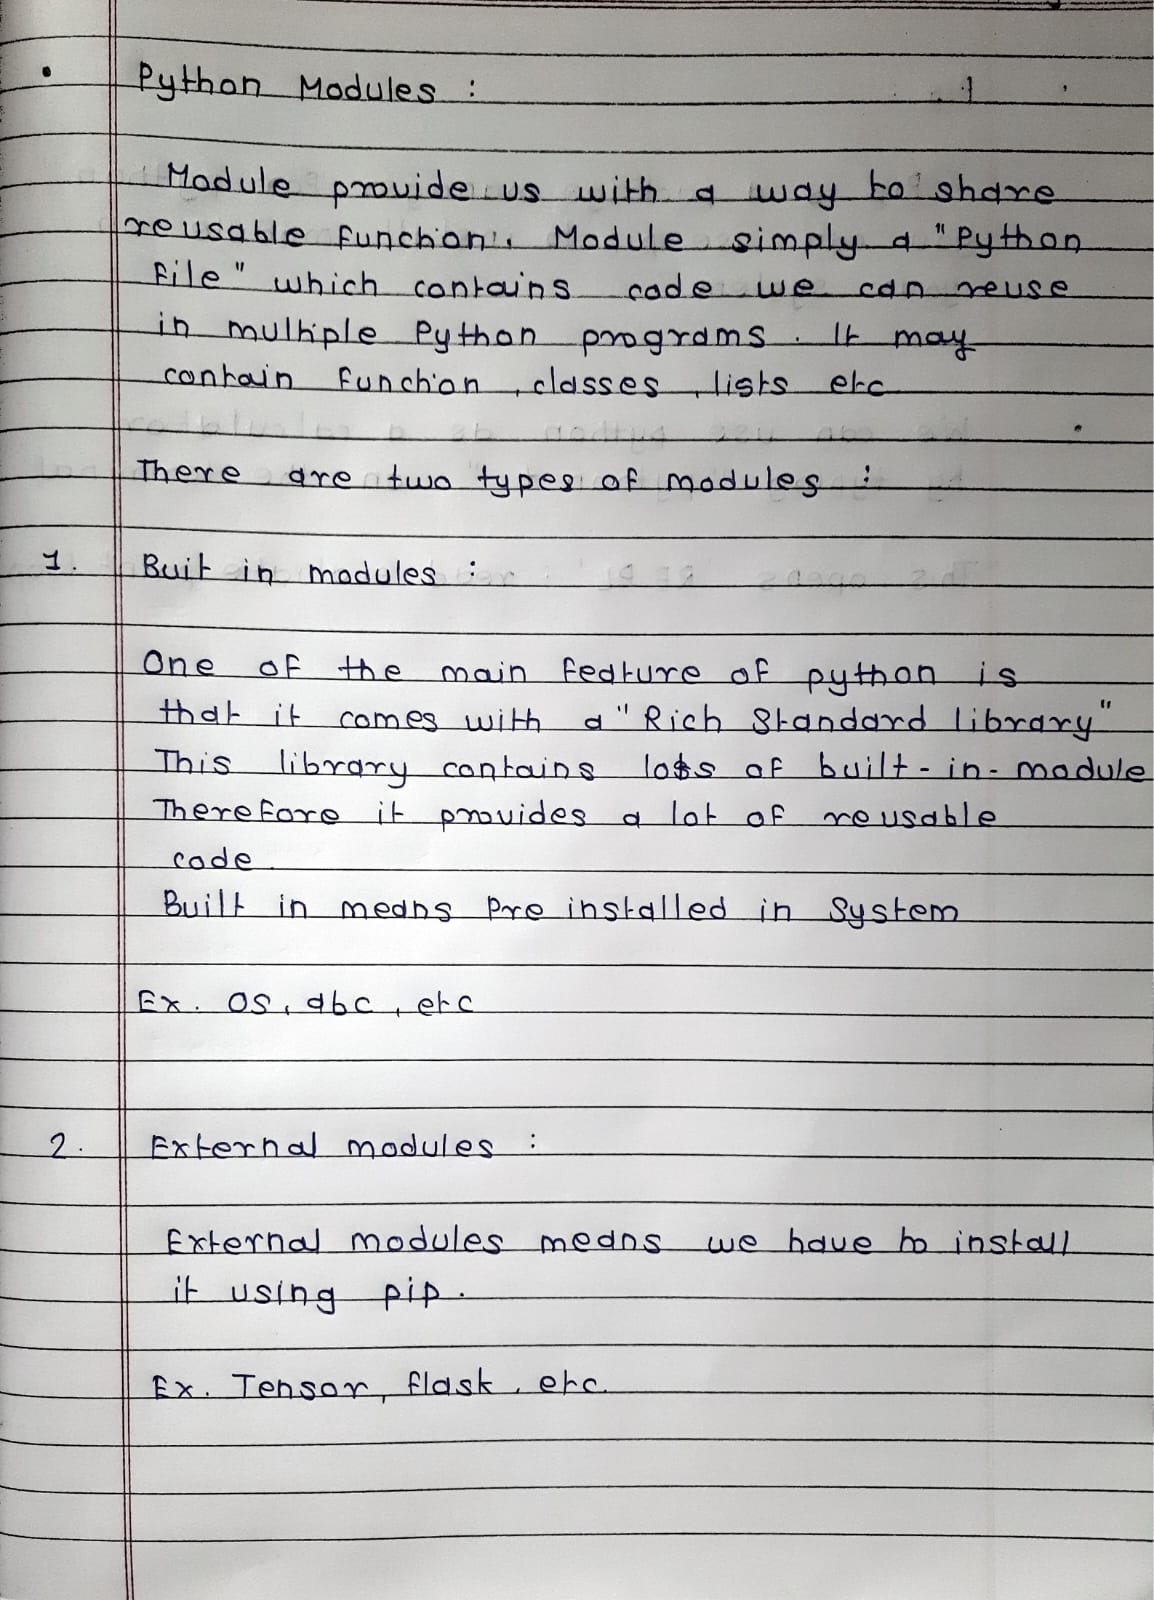 • Python Modules :
Module provide us with a way to share
reusable function. Module simply a "Python
file" which contains code we can reuse
in multiple Python programs. It may
contain function, classes, lists etc
There are two types of modules :
1. Buit in modules :
One of the main feature of python is
that it comes with a "Rich Standard library"
This library contains lots of built-in-module
Therefore it provides a lot of reusable
code
Built in means Pre installed in System
Ex. OS, abc, etc
2. External modules :
External modules means we have to install
it using pip.
Ex. Tensor, flask, etc.